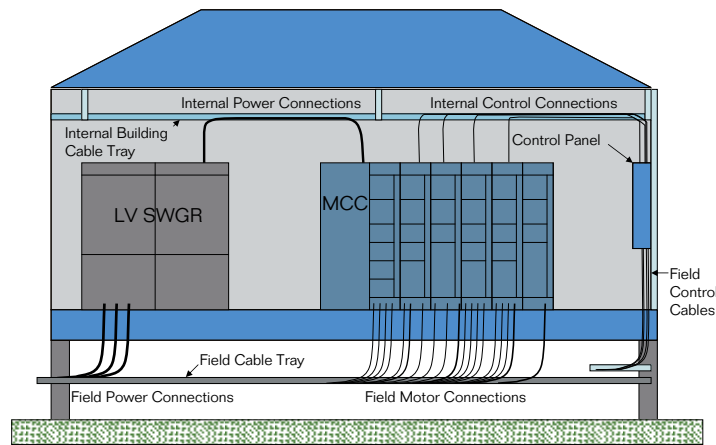 Internal Power Connections
Internal Control Connections
Internal Building
Cable Tray
Control Panel
MCC
LV SWGR
Field
Control
Cables
Field Cable Tray
Field Power Connections
Field Motor Connections